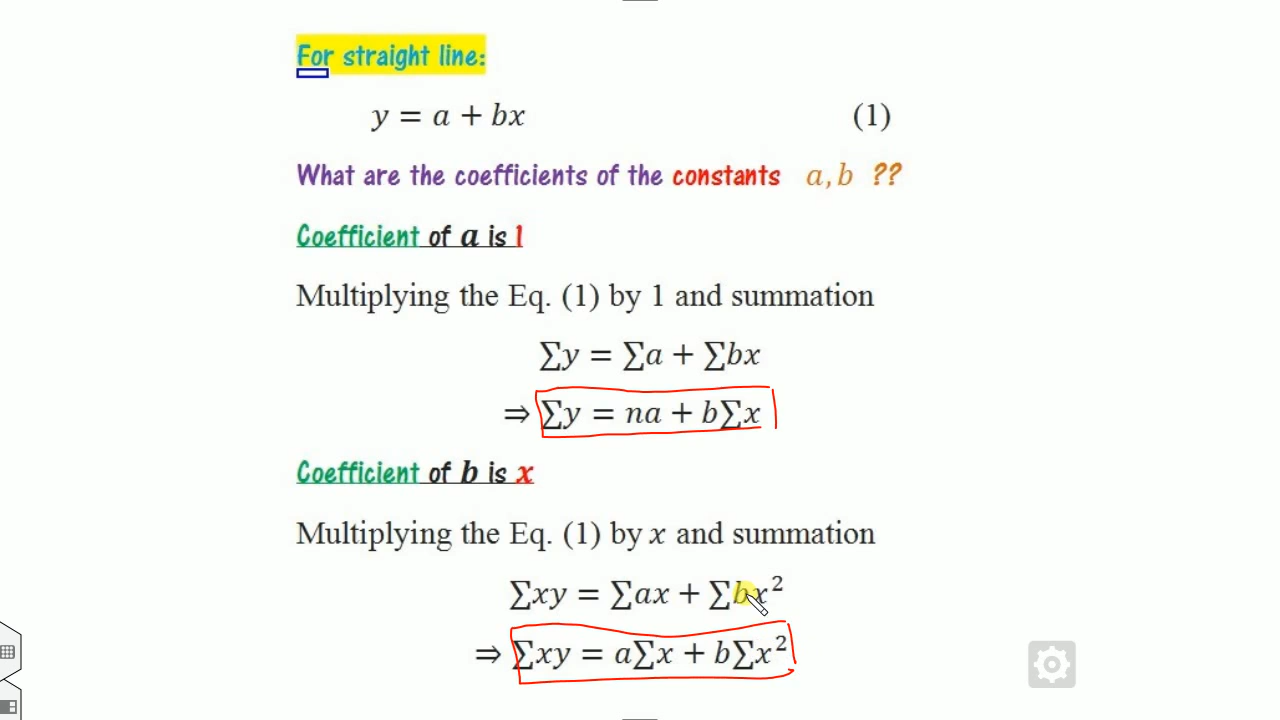 For straight line:
y = a + bx (1)
What are the coefficients of the constants a, b ??
Coefficient of a is 1
Multiplying the Eq. (1) by 1 and summation
∑y = ∑a + ∑bx
⇒ ∑y = na + b∑x
Coefficient of b is x
Multiplying the Eq. (1) by x and summation
∑xy = ∑ax + ∑bx²
⇒ ∑xy = a∑x + b∑x²